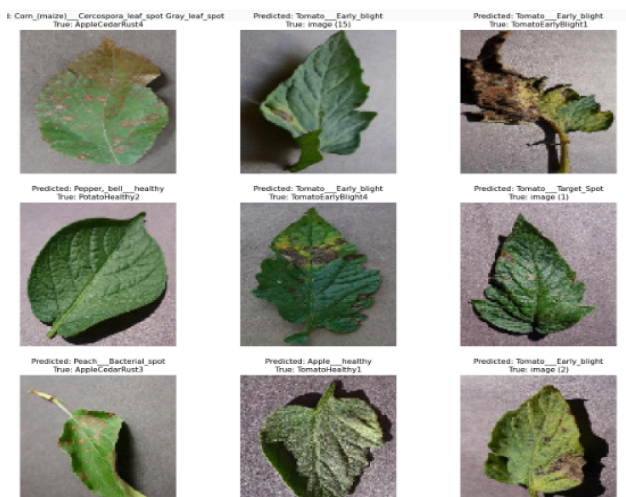 Corn_(maize)___Cercospora_leaf_spot Gray_leaf_spot
True: AppleCedarRust4
Predicted: Tomato___Early_blight
True: image (15)
Predicted: Tomato___Early_blight
True: TomatoEarlyBlight1
Predicted: Pepper,_bell___healthy
True: PotatoHealthy2
Predicted: Tomato___Early_blight
True: TomatoEarlyBlight4
Predicted: Tomato___Target_Spot
True: image (1)
Predicted: Peach___Bacterial_spot
True: AppleCedarRust3
Predicted: Apple___healthy
True: TomatoHealthy1
Predicted: Tomato___Early_blight
True: image (2)